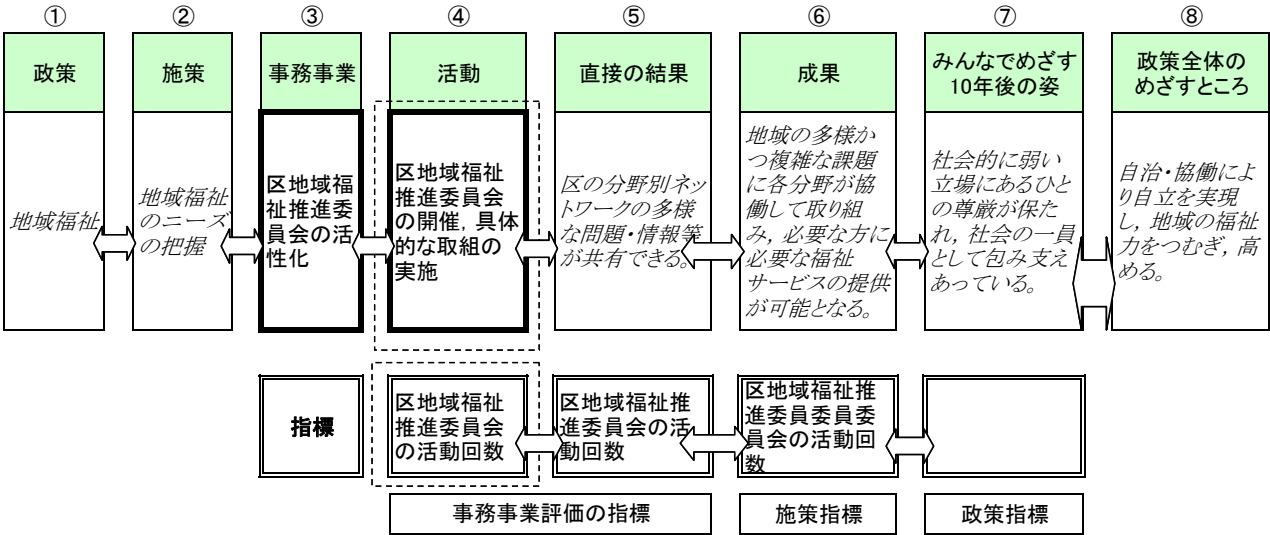 ①
②
③
④
⑤
⑥
⑦
⑧
政策
施策
事務事業
活動
直接の結果
成果
みんなでめざす
10年後の姿
政策全体の
めざすところ
地域福祉
地域福祉
のニーズ
の把握
区地域福
祉推進委
員会の活
性化
区地域福祉
推進委員会
の開催，具体
的な取組の
実施
区の分野別ネッ
トワークの多様
な問題・情報等
が共有できる。
地域の多様か
つ複雑な課題
に各分野が協
働して取り組
み，必要な方に
必要な福祉
サービスの提供
が可能となる。
社会的に弱い
立場にあるひと
の尊厳が保た
れ，社会の一員
として包み支え
あっている。
自治・協働によ
り自立を実現
し，地域の福祉
力をつむぎ，高
める。
指標
区地域福祉
推進委員会
の活動回数
区地域福祉推
進委員会の活
動回数
区地域福祉推
進委員委員委
員会の活動回
数
事務事業評価の指標
施策指標
政策指標